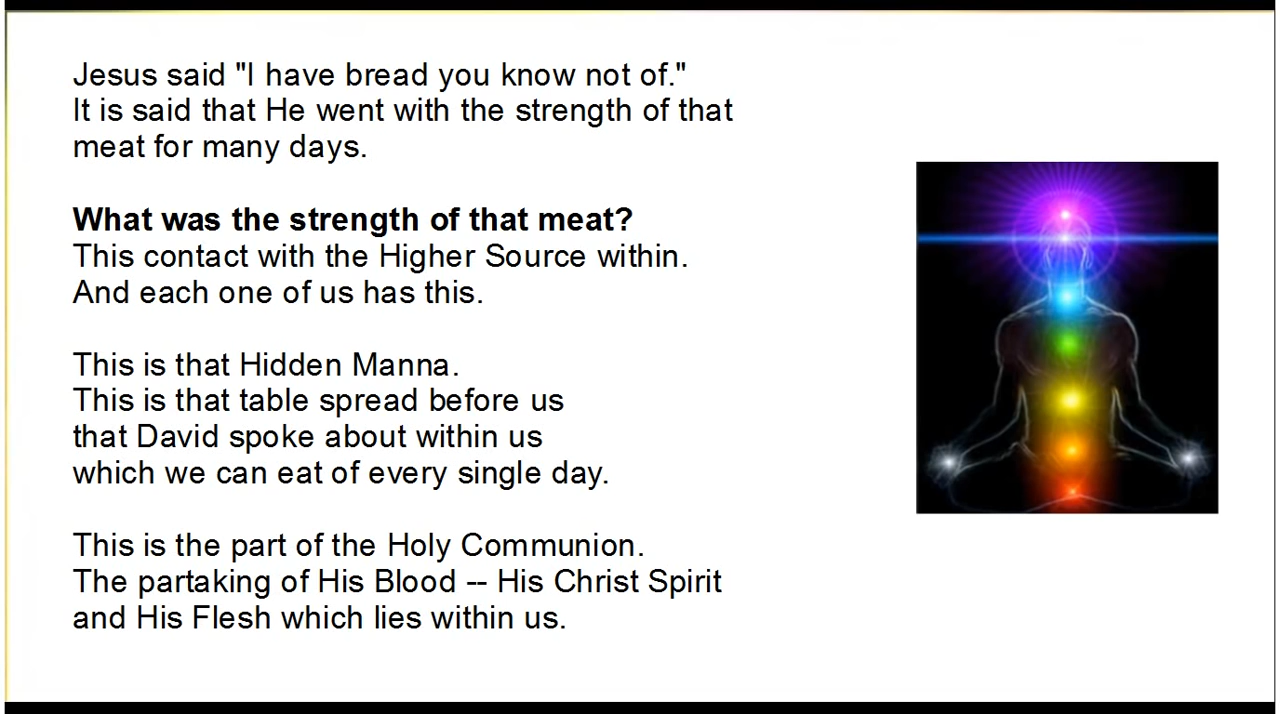 Jesus said "I have bread you know not of."
It is said that He went with the strength of that
meat for many days.
What was the strength of that meat?
This contact with the Higher Source within.
And each one of us has this.
This is that Hidden Manna.
This is that table spread before us
that David spoke about within us
which we can eat of every single day.
This is the part of the Holy Communion.
The partaking of His Blood -- His Christ Spirit
and His Flesh which lies within us.